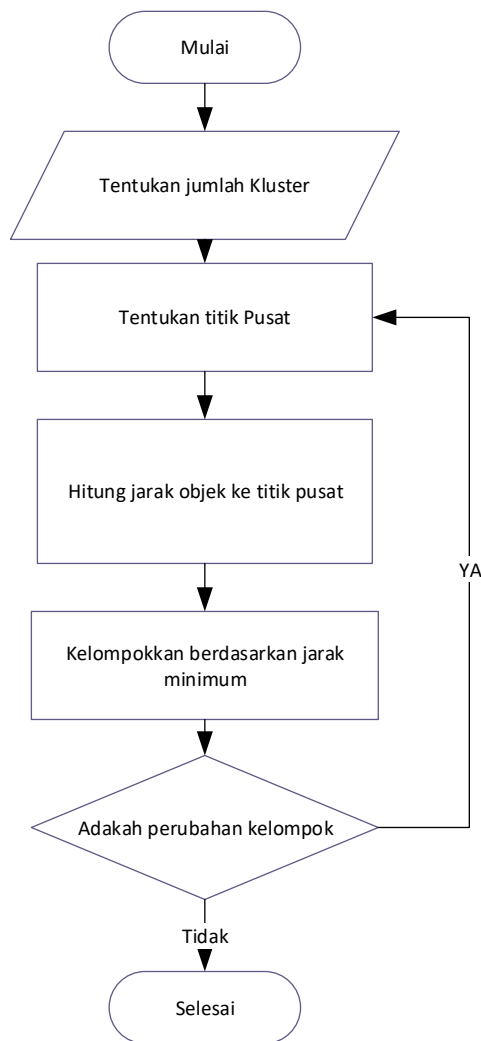 Mulai
Tentukan jumlah Kluster
Tentukan titik Pusat
Hitung jarak objek ke titik pusat
YA
Kelompokkan berdasarkan jarak
minimum
Adakah perubahan kelompok
Tidak
Selesai